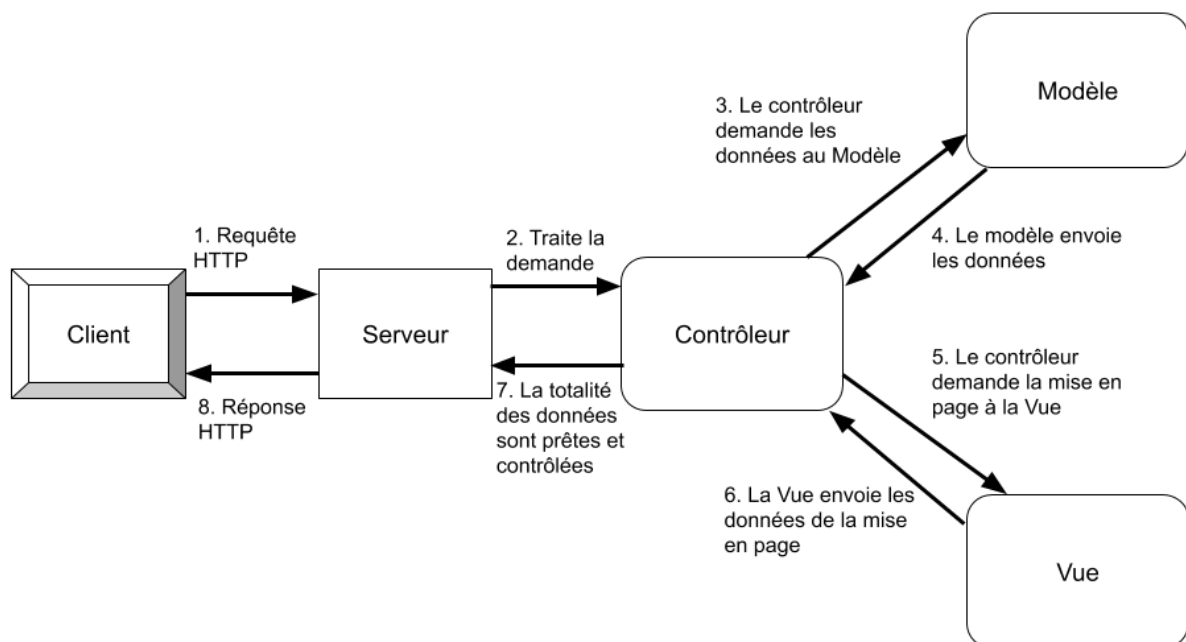 Modèle
3. Le contrôleur
demande les
données au Modèle
1. Requête
HTTP
2. Traite la
demande
4. Le modèle envoie
les données
Client
Serveur
Contrôleur
8. Réponse
HTTP
7. La totalité
des données
sont prêtes et
contrôlées
5. Le contrôleur
demande la mise en
page à la Vue
6. La Vue envoie les
données de la mise
en page
Vue